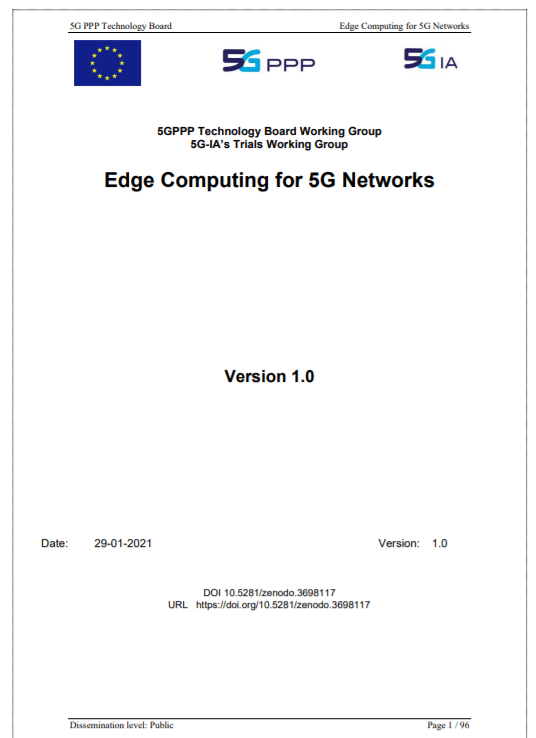 5G PPP Technology Board Edge Computing for 5G Networks
5G PPP 5G IA
5GPPP Technology Board Working Group
5G-IA's Trials Working Group
Edge Computing for 5G Networks
Version 1.0
Date: 29-01-2021 Version: 1.0
DOI 10.5281/zenodo.3698117
URL https://doi.org/10.5281/zenodo.3698117
Dissemination level: Public Page 1 / 96